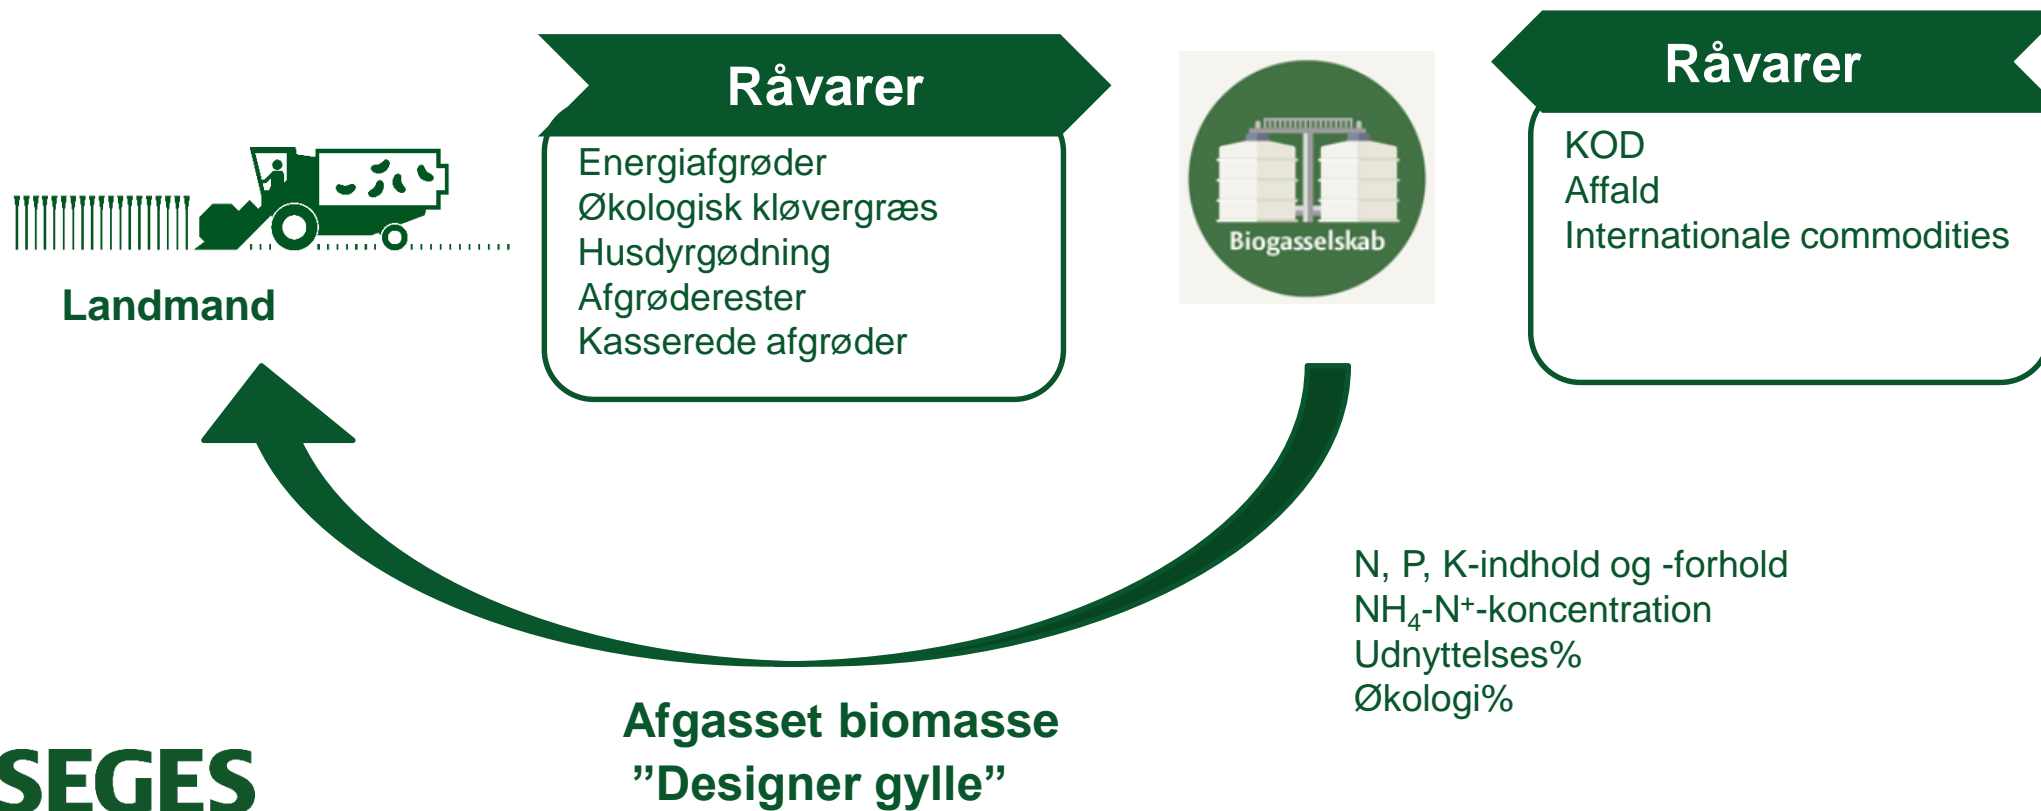 Råvarer
Energiafgrøder
Økologisk kløvergræs
Husdyrgødning
Afgrøderester
Kasserede afgrøder
Landmand
Biogasselskab
Råvarer
KOD
Affald
Internationale commodities
N, P, K-indhold og -forhold
NH₄-N⁺-koncentration
Udnyttelses%
Økologi%
Afgasset biomasse
”Designer gylle”
SEGES